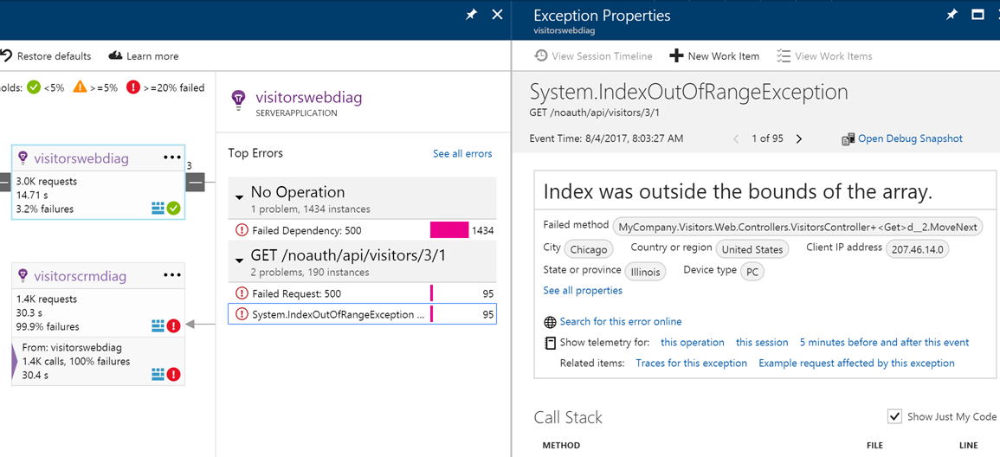 Restore defaults
Learn more
olds: <5% >=5% >=20% failed
visitorswebdiag
3.0K requests
14.71 s
3.2% failures
3
visitorscrmdiag
1.4K requests
30.3 s
99.9% failures
From: visitorswebdiag
1.4K calls, 100% failures
30.4 s
visitorswebdiag
SERVERAPPLICATION
Top Errors See all errors
No Operation
1 problem, 1434 instances
Failed Dependency: 500 1434
GET /noauth/api/visitors/3/1
2 problems, 190 instances
Failed Request: 500 95
System.IndexOutOfRangeException ... 95
Exception Properties
visitorswebdiag
View Session Timeline New Work Item View Work Items
System.IndexOutOfRangeException
GET /noauth/api/visitors/3/1
Event Time: 8/4/2017, 8:03:27 AM 1 of 95 Open Debug Snapshot
Index was outside the bounds of the array.
Failed method MyCompany.Visitors.Web.Controllers.VisitorsController+<Get>d__2.MoveNext
City Chicago Country or region United States Client IP address 207.46.14.0
State or province Illinois Device type PC
See all properties
Search for this error online
Show telemetry for: this operation this session 5 minutes before and after this event
Related items: Traces for this exception Example request affected by this exception
Call Stack Show Just My Code
METHOD FILE LINE